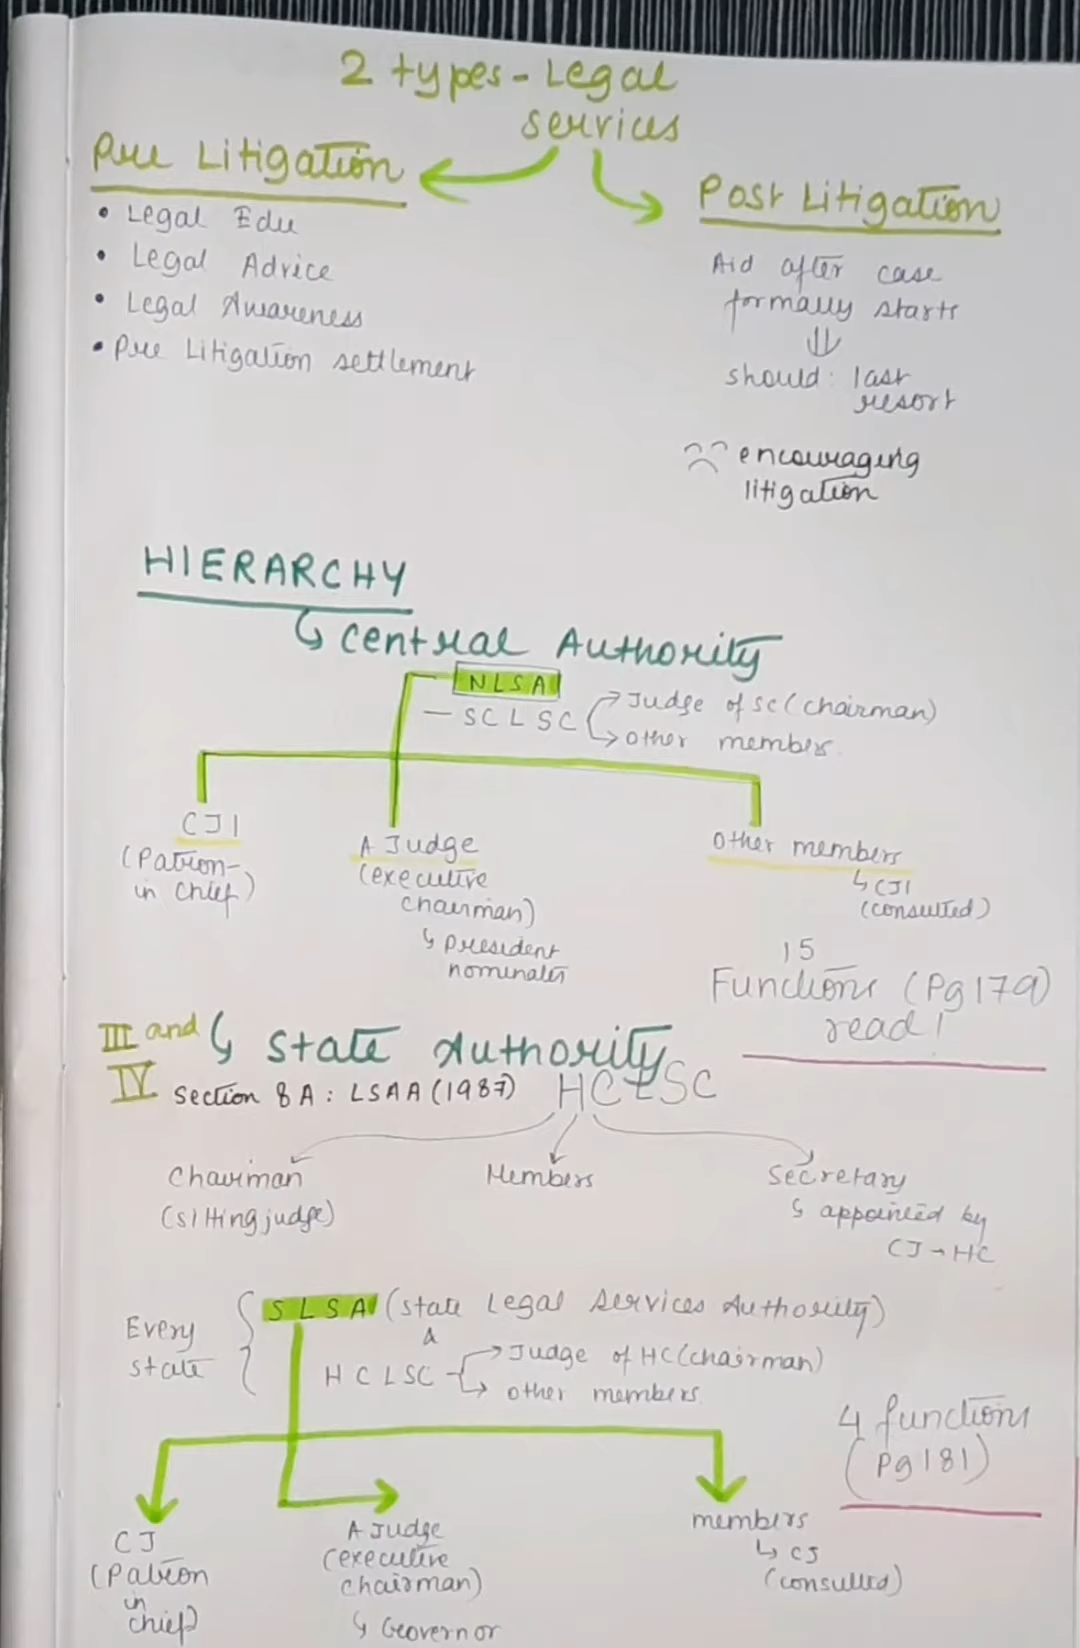 2 types - Legal
services
Pre Litigation
• Legal Edu
• Legal Advice
• Legal Awareness
• Pre Litigation settlement
Post Litigation
Aid after case
formally starts
⇓
should: last
resort
encouraging
litigation
HIERARCHY
↳ Central Authority
NLSA
— SCLSC → Judge of SC (chairman)
→ other members
CJI
(Patron-
in chief)
A Judge
(executive
chairman)
↳ president
nominates
Other members
↳ CJI
(consulted)
15
Functions (Pg 179)
read!
III and ↳ State Authority
IV Section 8A: LSAA (1987) HCLSC
Chairman
(sitting judge)
Members
Secretary
↳ appointed by
CJ → HC
Every
state
SLSA (State Legal Services Authority)
HCLSC → Judge of HC (chairman)
→ other members
4 functions
(Pg 181)
CJ
(Patron
in
chief)
A Judge
(executive
chairman)
↳ Governor
members
↳ CJ
(consulted)